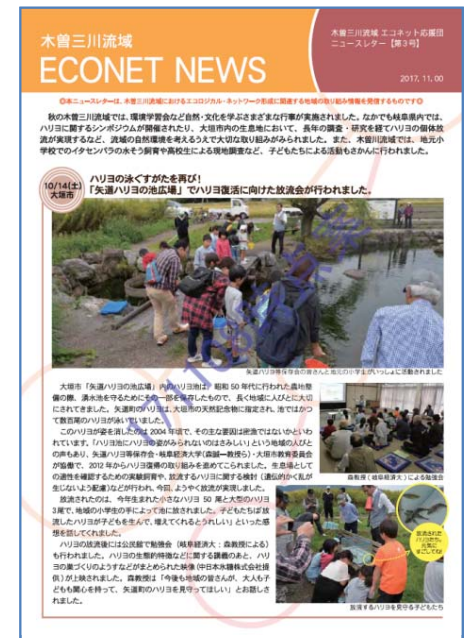 木曽三川流域
ECONET NEWS
木曽三川流域 エコネット応援団
ニュースレター【第3号】
2017. 11. 00
◎本ニュースレターは、木曽三川流域におけるエコロジカル・ネットワーク形成に関連する地域の取り組み情報を発信するものです◎
秋の木曽三川流域では、環境学習会など自然・文化を学ぶさまざまな行事が実施されました。なかでも岐阜県内では、
ハリヨに関するシンポジウムが開催されたり、大垣市内の生息地において、長年の調査・研究を経てハリヨの個体放
流が実現するなど、流域の自然環境を考えるうえで大切な取り組みがみられました。また、木曽川流域では、地元小
学校でのイタセンパラの水そう飼育や高校生による現地調査など、子どもたちによる活動もさかんに行われました。
10/14(土)
大垣市
ハリヨの泳ぐすがたを再び！
「矢道ハリヨの池広場」でハリヨ復活に向けた放流会が行われました。
矢道ハリヨ等保存会の皆さんと地元の小学生がいっしょに活動されました
大垣市「矢道ハリヨの池広場」内のハリヨ池は、昭和 50 年代に行われた農地整
備の際、湧水池を守るためにその一部を保存したもので、長く地域に人びとに大切
にされてきました。矢道町のハリヨは、大垣市の天然記念物に指定され、池ではかつ
て数百尾のハリヨが泳いでいました。
このハリヨが姿を消したのは 2004 年頃で、その主な要因は密漁ではないかといわ
れています。「ハリヨ池にハリヨの姿がみられないのはさみしい」という地域の人びと
の声もあり、矢道ハリヨ等保存会・岐阜経済大学(森誠一教授ら)・大垣市教育委員会
が協働で、2012 年からハリヨ復帰の取り組みを進めてこられました。生息場として
の適性を確認するための実験飼育や、放流するハリヨに関する検討（遺伝的かく乱が
生じないよう配慮）などが行われ、今回、ようやく放流が実現しました。
放流されたのは、今年生まれた小さなハリヨ 50 尾と大型のハリヨ
3尾で、地域の小学生の手によって池に放されました。子どもたちは「放
流したハリヨが子どもを生んで、増えてくれるとうれしい」といった感
想を話してくれました。
ハリヨの放流後には公民館で勉強会（岐阜経済大：森教授による）
も行われました。ハリヨの生態的特徴などに関する講義のあと、ハリ
ヨの巣づくりのようすなどがまとめられた映像(中日本氷糖株式会社提
供)が上映されました。森教授は「今後も地域の皆さんが、大人も子
どもも関心を持って、矢道町のハリヨを見守ってほしい」とお話しさ
れました。
森教授（岐阜経済大）による勉強会
放流された
ハリヨたち。
元気に
すごしてね!
放流するハリヨを見守る子どもたち